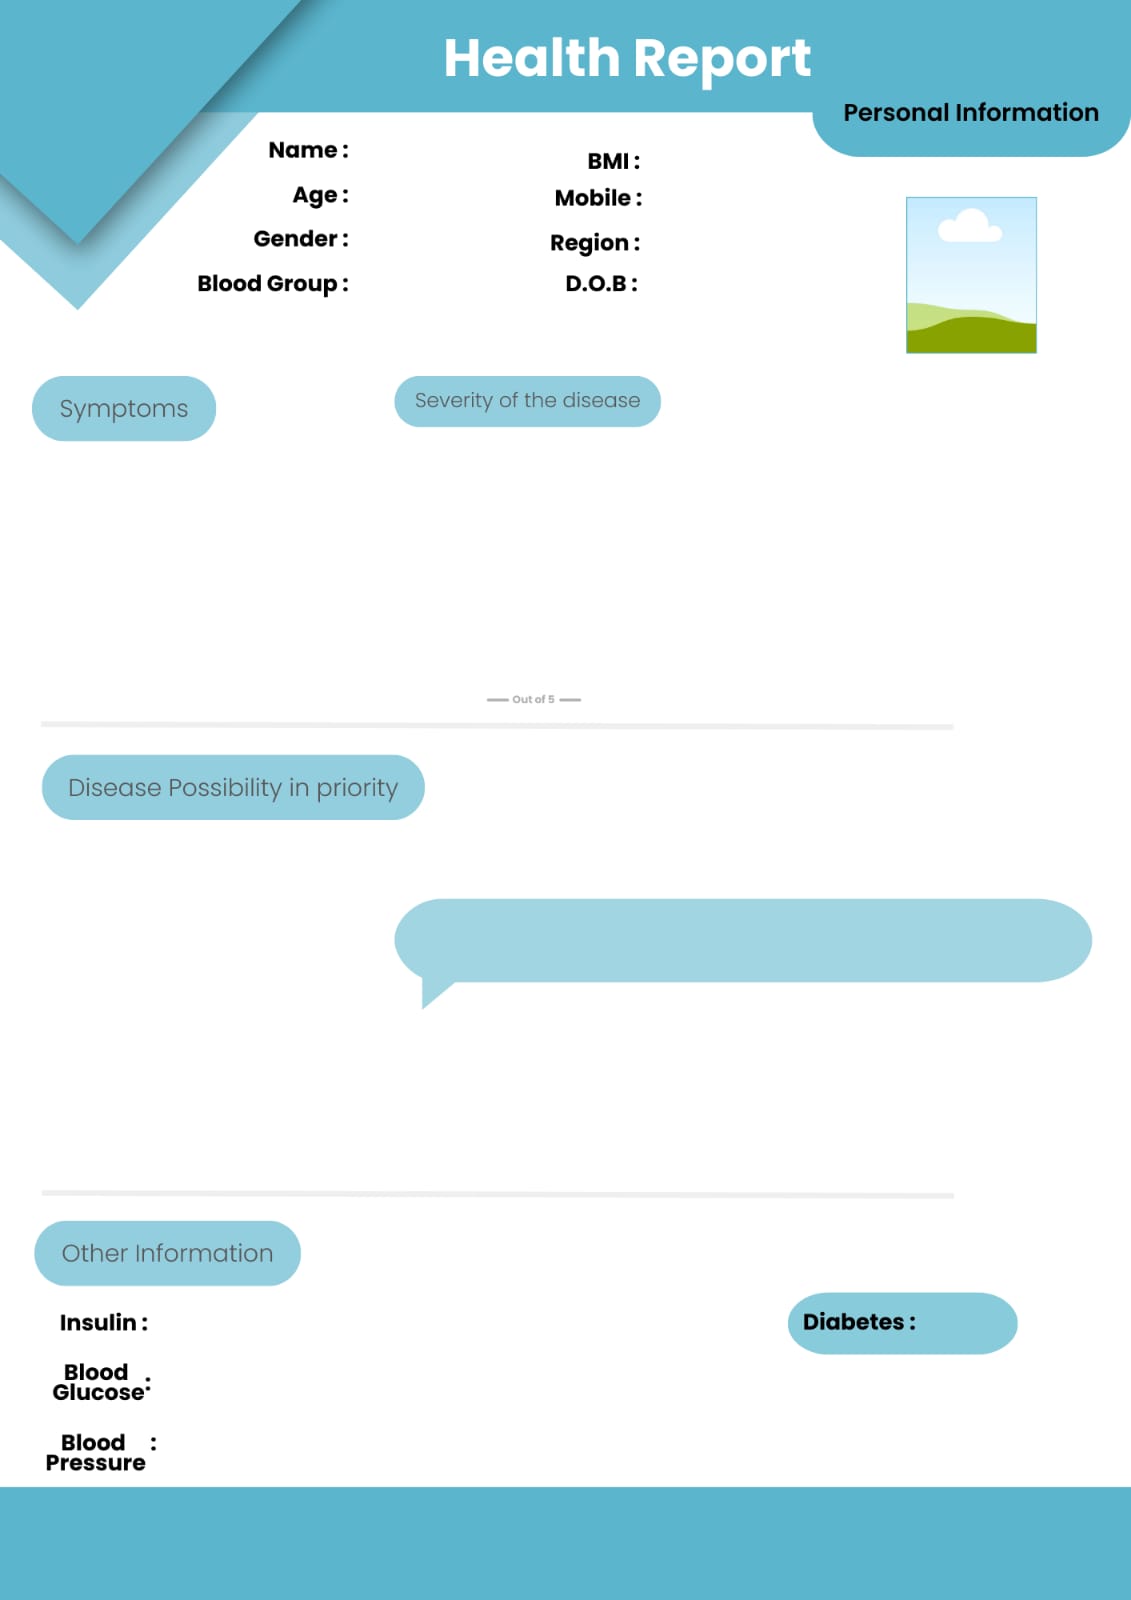 Health Report
Personal Information
Name :
Age :
Gender :
Blood Group :
BMI :
Mobile :
Region :
D.O.B :
Symptoms
Severity of the disease
Out of 5
Disease Possibility in priority
Other Information
Insulin :
Diabetes :
Blood
Glucose :
Blood :
Pressure